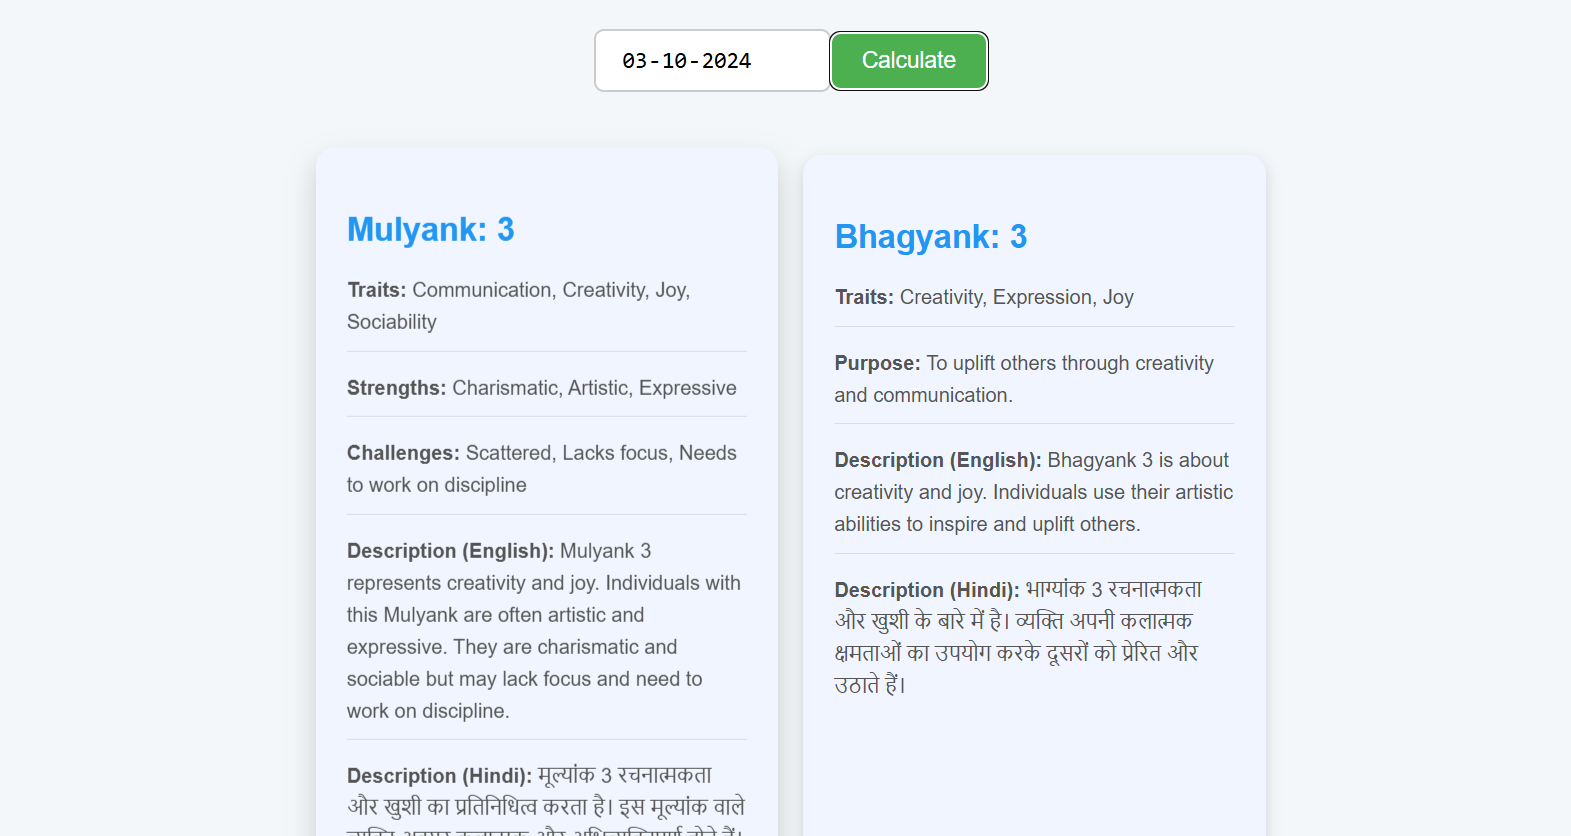 03-10-2024
Calculate
Mulyank: 3
Traits: Communication, Creativity, Joy,
Sociability
Strengths: Charismatic, Artistic, Expressive
Challenges: Scattered, Lacks focus, Needs
to work on discipline
Description (English): Mulyank 3
represents creativity and joy. Individuals with
this Mulyank are often artistic and
expressive. They are charismatic and
sociable but may lack focus and need to
work on discipline.
Description (Hindi): मूल्यांक 3 रचनात्मकता
और खुशी का प्रतिनिधित्व करता है। इस मूल्यांक वाले
Bhagyank: 3
Traits: Creativity, Expression, Joy
Purpose: To uplift others through creativity
and communication.
Description (English): Bhagyank 3 is about
creativity and joy. Individuals use their artistic
abilities to inspire and uplift others.
Description (Hindi): भाग्यांक 3 रचनात्मकता
और खुशी के बारे में है। व्यक्ति अपनी कलात्मक
क्षमताओं का उपयोग करके दूसरों को प्रेरित और
उठाते हैं।